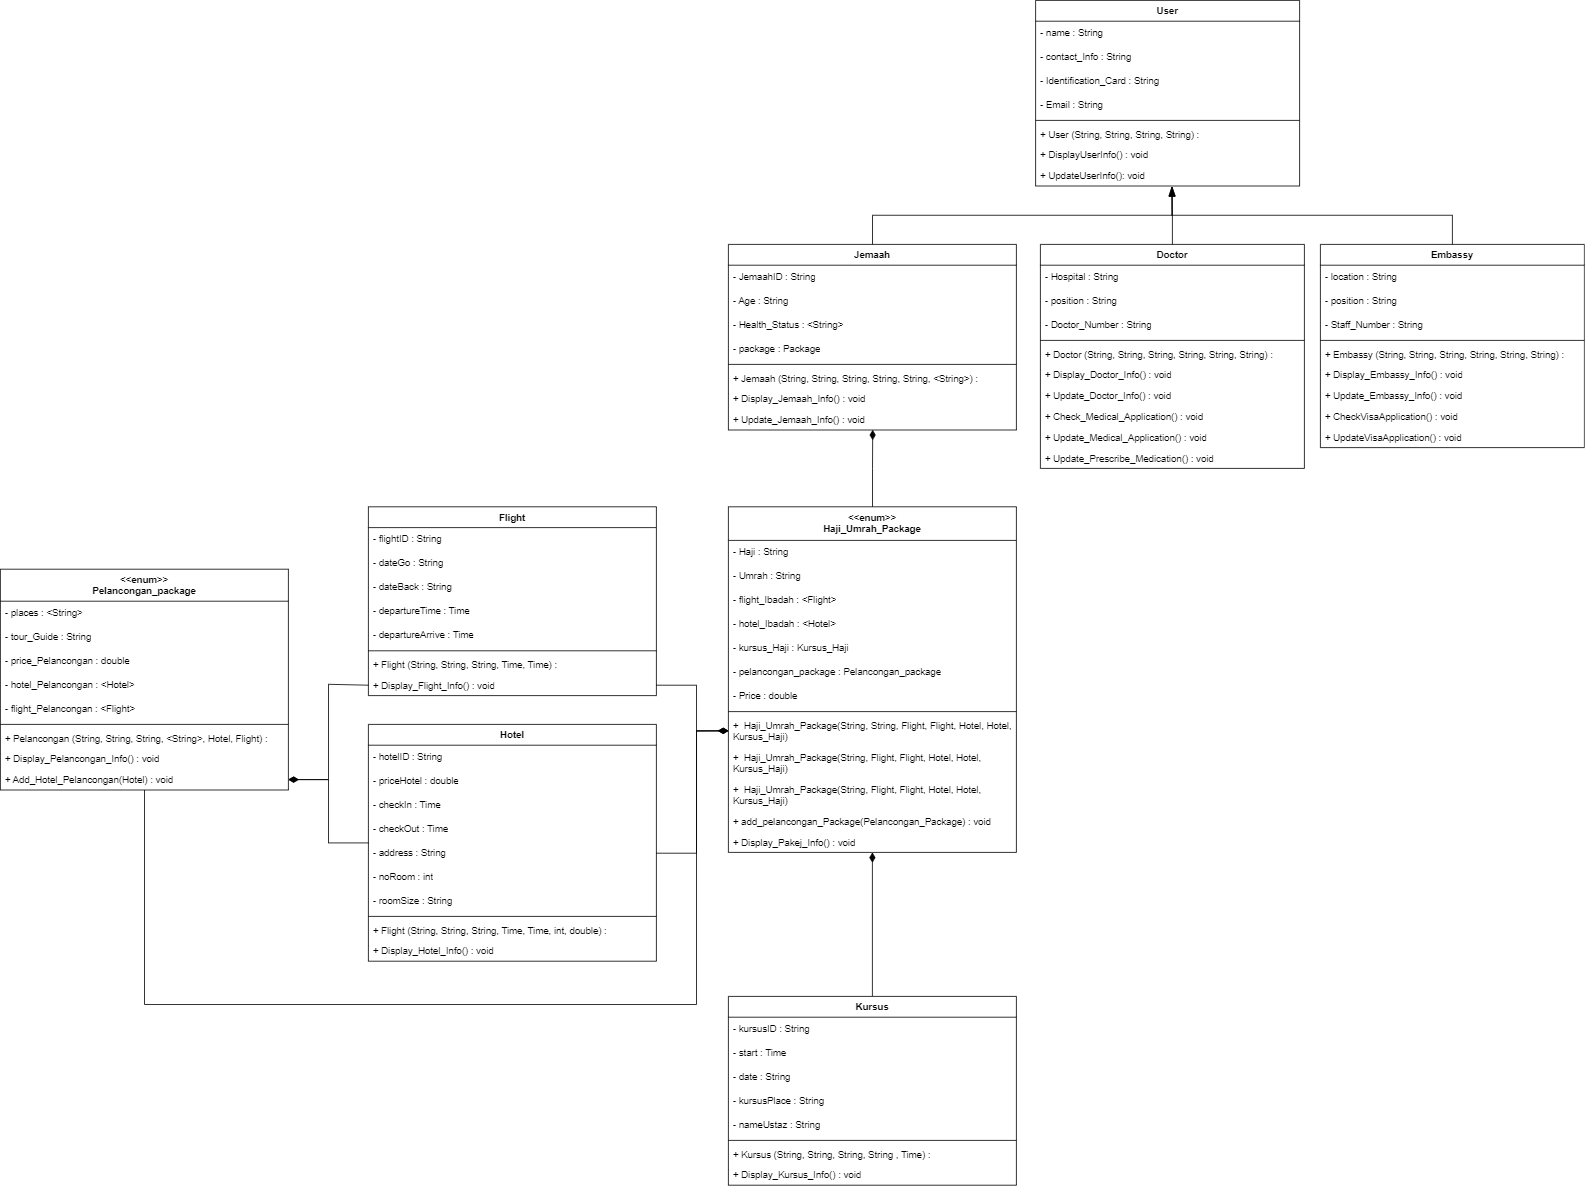 User
- name : String
- contact_Info : String
- Identification_Card : String
- Email : String
+ User (String, String, String, String) :
+ DisplayUserInfo() : void
+ UpdateUserInfo(): void
Jemaah
- JemaahID : String
- Age : String
- Health_Status : <String>
- package : Package
+ Jemaah (String, String, String, String, String, <String>) :
+ Display_Jemaah_Info() : void
+ Update_Jemaah_Info() : void
Doctor
- Hospital : String
- position : String
- Doctor_Number : String
+ Doctor (String, String, String, String, String, String) :
+ Display_Doctor_Info() : void
+ Update_Doctor_Info() : void
+ Check_Medical_Application() : void
+ Update_Medical_Application() : void
+ Update_Prescribe_Medication() : void
Embassy
- location : String
- position : String
- Staff_Number : String
+ Embassy (String, String, String, String, String, String) :
+ Display_Embassy_Info() : void
+ Update_Embassy_Info() : void
+ CheckVisaApplication() : void
+ UpdateVisaApplication() : void
<<enum>>
Pelancongan_package
- places : <String>
- tour_Guide : String
- price_Pelancongan : double
- hotel_Pelancongan : <Hotel>
- flight_Pelancongan : <Flight>
+ Pelancongan (String, String, String, <String>, Hotel, Flight) :
+ Display_Pelancongan_Info() : void
+ Add_Hotel_Pelancongan(Hotel) : void
Flight
- flightID : String
- dateGo : String
- dateBack : String
- departureTime : Time
- departureArrive : Time
+ Flight (String, String, String, Time, Time) :
+ Display_Flight_Info() : void
Hotel
- hotelID : String
- priceHotel : double
- checkIn : Time
- checkOut : Time
- address : String
- noRoom : int
- roomSize : String
+ Flight (String, String, String, Time, Time, int, double) :
+ Display_Hotel_Info() : void
<<enum>>
Haji_Umrah_Package
- Haji : String
- Umrah : String
- flight_Ibadah : <Flight>
- hotel_Ibadah : <Hotel>
- kursus_Haji : Kursus_Haji
- pelancongan_package : Pelancongan_package
- Price : double
+ Haji_Umrah_Package(String, String, Flight, Flight, Hotel, Hotel,
Kursus_Haji)
+ Haji_Umrah_Package(String, Flight, Flight, Hotel, Hotel,
Kursus_Haji)
+ Haji_Umrah_Package(String, Flight, Flight, Hotel, Hotel,
Kursus_Haji)
+ add_pelancongan_Package(Pelancongan_Package) : void
+ Display_Pakej_Info() : void
Kursus
- kursusID : String
- start : Time
- date : String
- kursusPlace : String
- nameUstaz : String
+ Kursus (String, String, String, String , Time) :
+ Display_Kursus_Info() : void